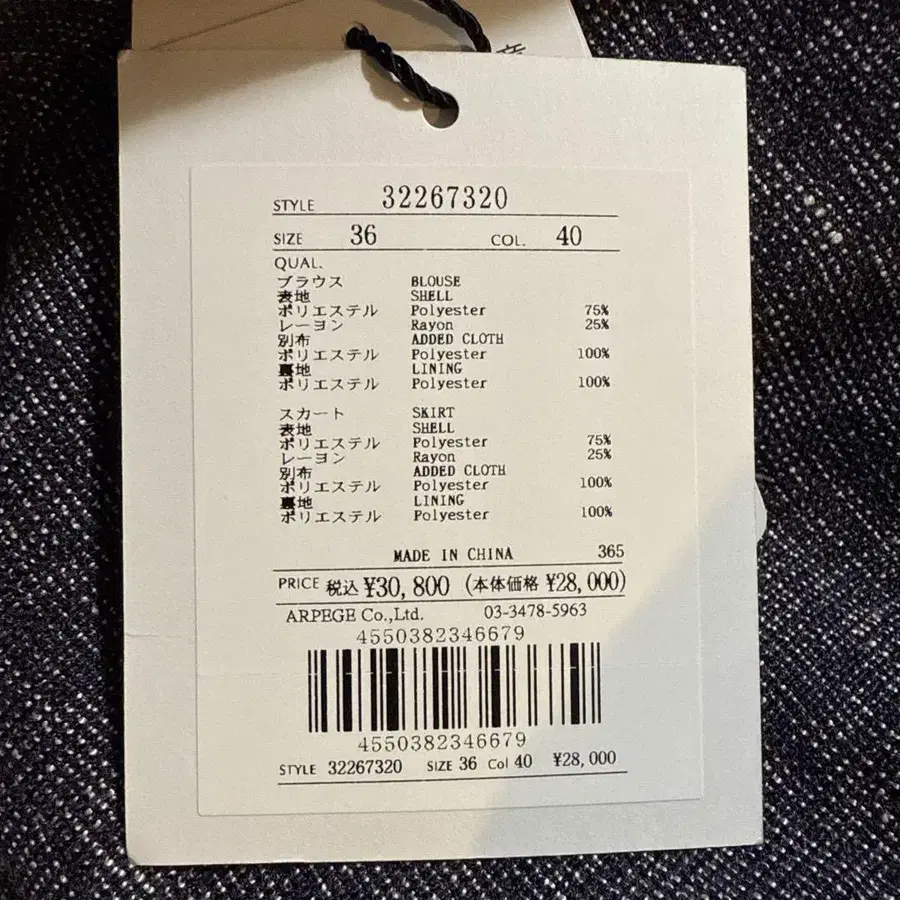 STYLE 32267320
SIZE 36 COL. 40
QUAL.
ブラウス BLOUSE
表地 SHELL
ポリエステル Polyester 75%
レーヨン Rayon 25%
別布 ADDED CLOTH
ポリエステル Polyester 100%
裏地 LINING
ポリエステル Polyester 100%
スカート SKIRT
表地 SHELL
ポリエステル Polyester 75%
レーヨン Rayon 25%
別布 ADDED CLOTH
ポリエステル Polyester 100%
裏地 LINING
ポリエステル Polyester 100%
MADE IN CHINA 365
PRICE 税込 ¥30,800 (本体価格 ¥28,000)
ARPEGE Co.,Ltd. 03-3478-5963
4550382346679
4550382346679
STYLE 32267320 SIZE 36 Col 40 ¥28,000